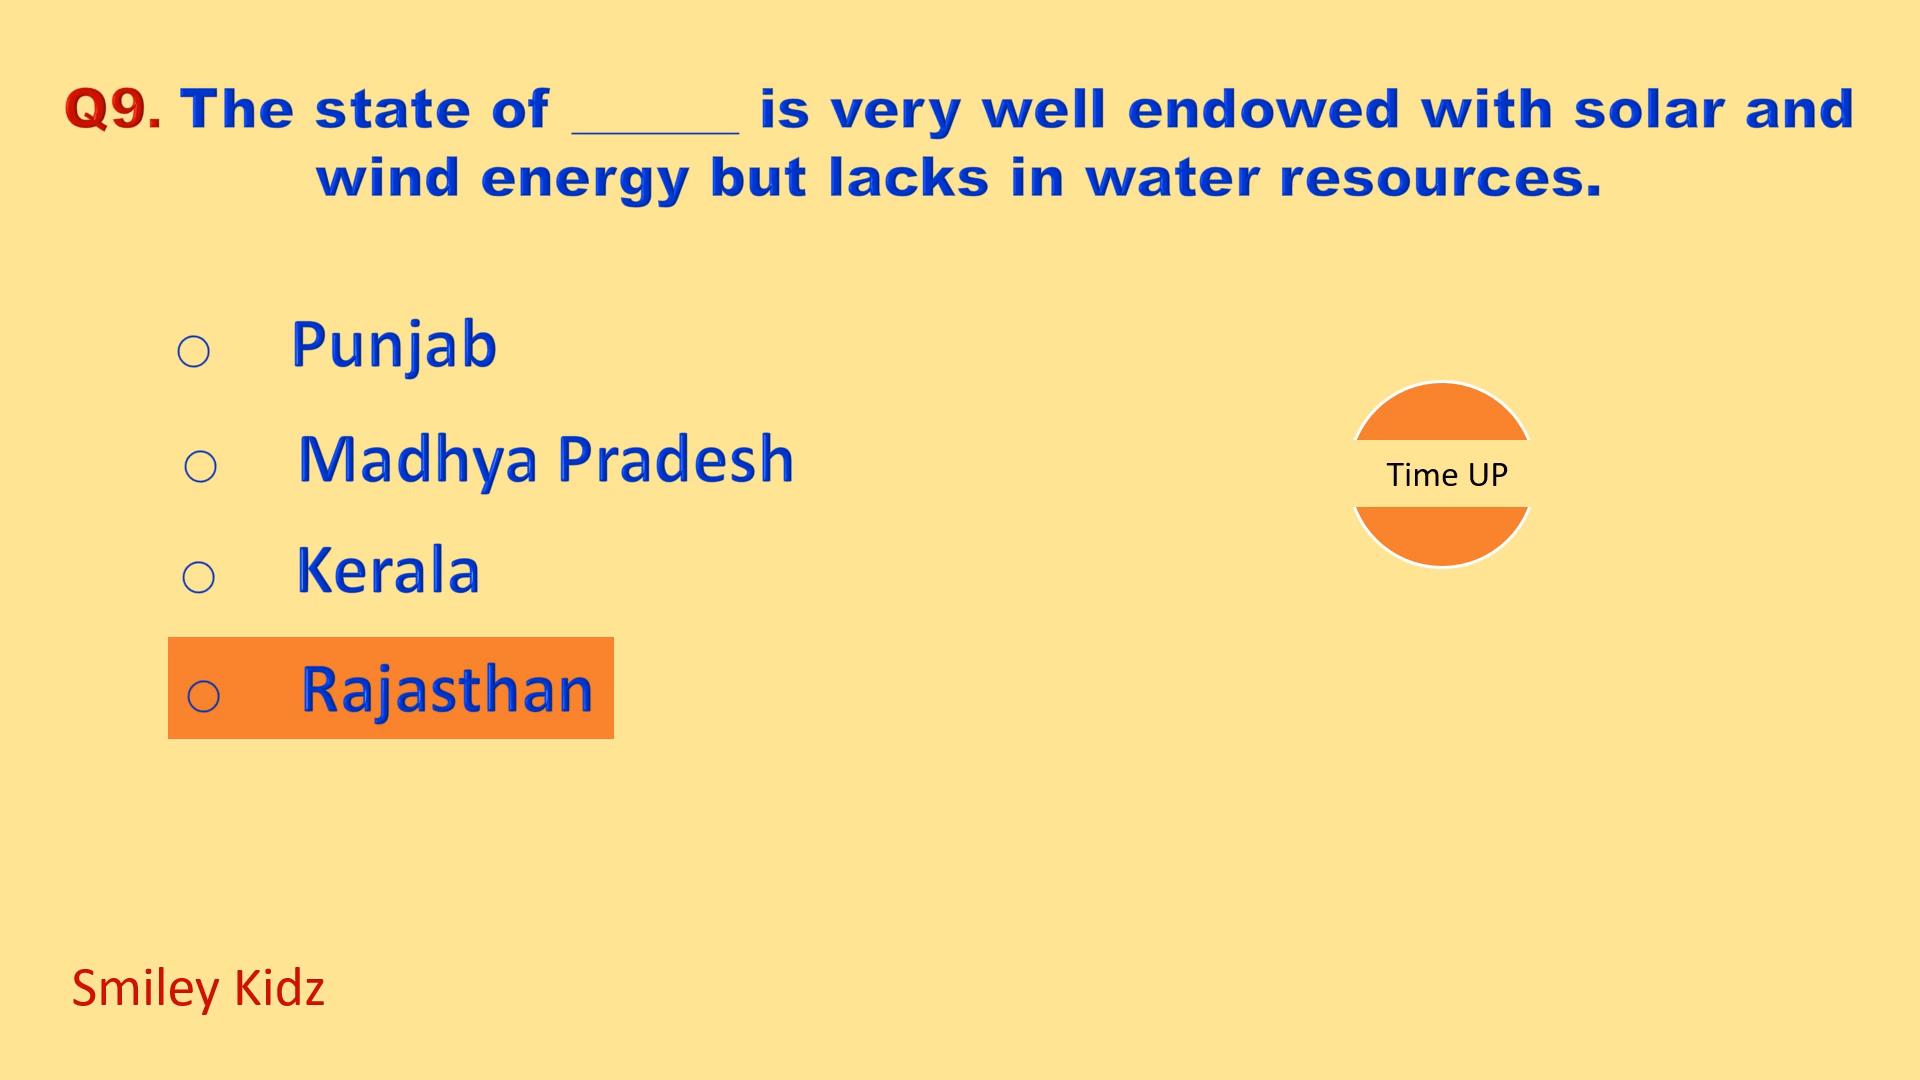 Q9. The state of ______ is very well endowed with solar and
wind energy but lacks in water resources.
Punjab
Madhya Pradesh
Kerala
Rajasthan
Time UP
Smiley Kidz